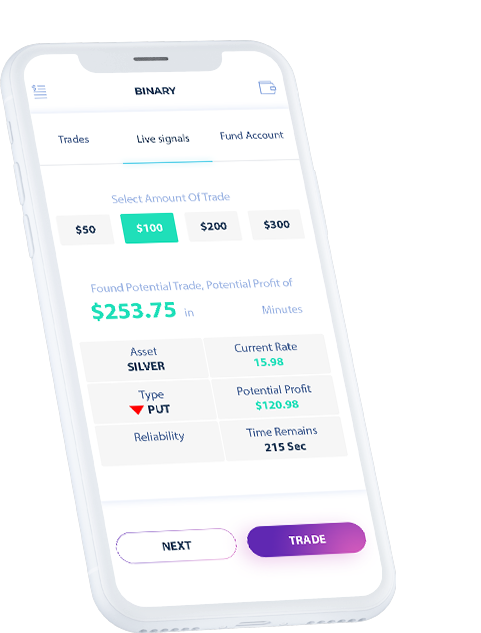 BINARY
Trades Live signals Fund Account
Select Amount Of Trade
$50 $100 $200 $300
Found Potential Trade, Potential Profit of
$253.75 in Minutes
Asset Current Rate
SILVER 15.98
Type Potential Profit
PUT $120.98
Reliability Time Remains
215 Sec
NEXT TRADE